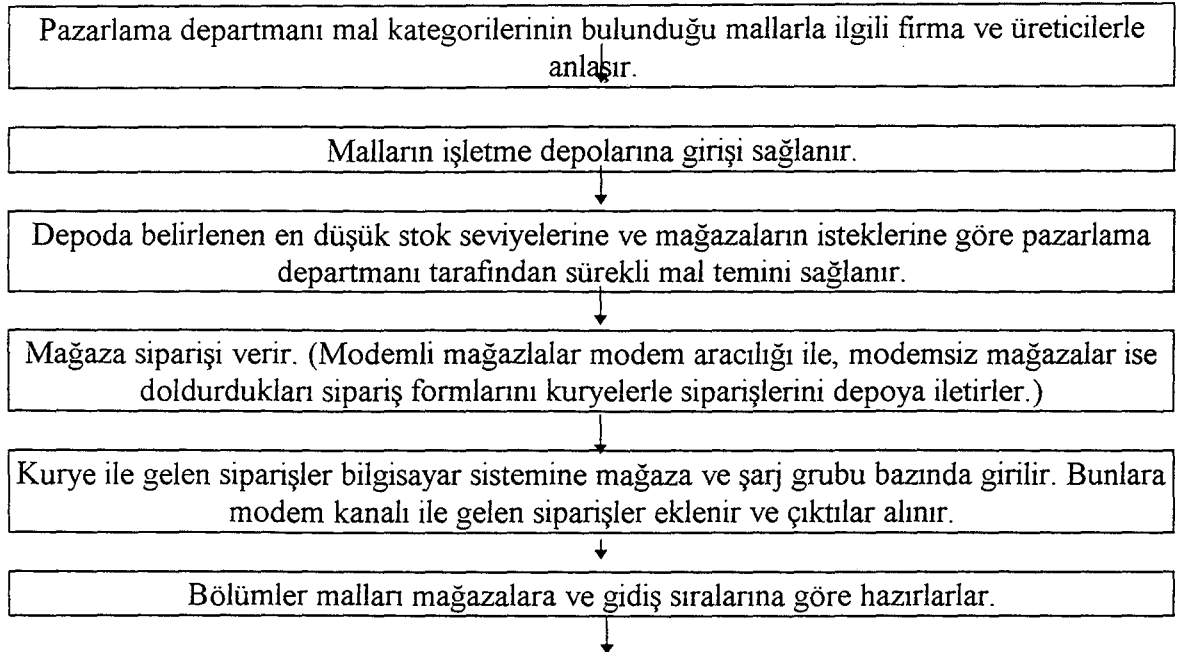 Pazarlama departmanı mal kategorilerinin bulunduğu mallarla ilgili firma ve üreticilerle
anlaşır.
Malların işletme depolarına girişi sağlanır.
Depoda belirlenen en düşük stok seviyelerine ve mağazaların isteklerine göre pazarlama
departmanı tarafından sürekli mal temini sağlanır.
Mağaza siparişi verir. (Modemli mağazlalar modem aracılığı ile, modemsiz mağazalar ise
doldurdukları sipariş formlarını kuryelerle siparişlerini depoya iletirler.)
Kurye ile gelen siparişler bilgisayar sistemine mağaza ve şarj grubu bazında girilir. Bunlara
modem kanalı ile gelen siparişler eklenir ve çıktılar alınır.
Bölümler malları mağazalara ve gidiş sıralarına göre hazırlarlar.